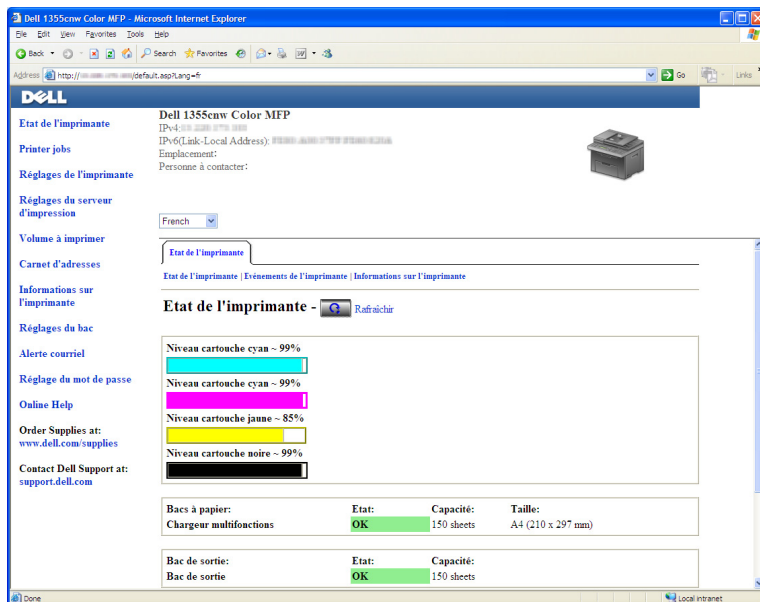 Dell 1355cnw Color MFP - Microsoft Internet Explorer
File Edit View Favorites Tools Help
Back Search Favorites
Address http:// /default.asp?Lang=fr Go Links
DELL
Etat de l'imprimante
Printer jobs
Réglages de l'imprimante
Réglages du serveur
d'impression
Volume à imprimer
Carnet d'adresses
Informations sur
l'imprimante
Réglages du bac
Alerte courriel
Réglage du mot de passe
Online Help
Order Supplies at:
www.dell.com/supplies
Contact Dell Support at:
support.dell.com
Dell 1355cnw Color MFP
IPv4:
IPv6(Link-Local Address):
Emplacement:
Personne à contacter:
French
Etat de l'imprimante
Etat de l'imprimante | Evénements de l'imprimante | Informations sur l'imprimante
Etat de l'imprimante - Rafraîchir
Niveau cartouche cyan ~ 99%
Niveau cartouche cyan ~ 99%
Niveau cartouche jaune ~ 85%
Niveau cartouche noire ~ 99%
Bacs à papier: Etat: Capacité: Taille:
Chargeur multifonctions OK 150 sheets A4 (210 x 297 mm)
Bac de sortie: Etat: Capacité:
Bac de sortie OK 150 sheets
Done Local intranet